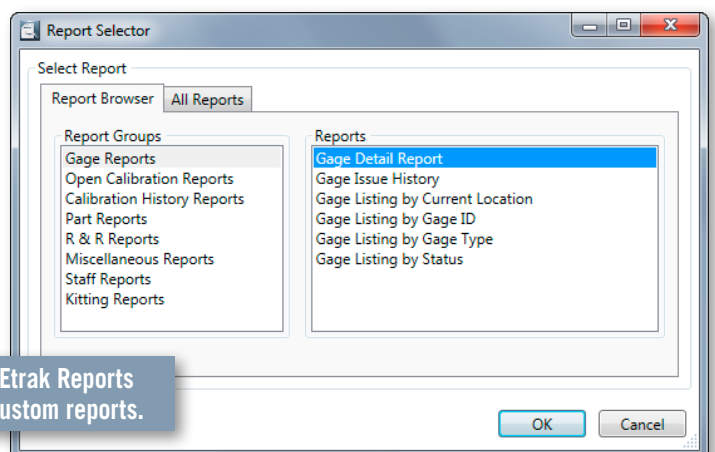 Report Selector
Select Report
Report Browser
All Reports
Report Groups
Gage Reports
Open Calibration Reports
Calibration History Reports
Part Reports
R & R Reports
Miscellaneous Reports
Staff Reports
Kitting Reports
Reports
Gage Detail Report
Gage Issue History
Gage Listing by Current Location
Gage Listing by Gage ID
Gage Listing by Gage Type
Gage Listing by Status
Etrak Reports
ustom reports.
OK
Cancel